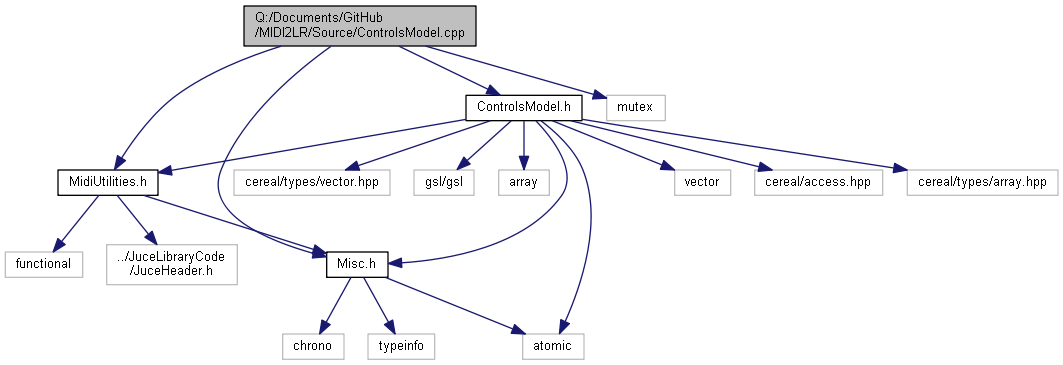 Q:/Documents/GitHub
/MIDI2LR/Source/ControlsModel.cpp
ControlsModel.h
mutex
MidiUtilities.h
cereal/types/vector.hpp
gsl/gsl
array
vector
cereal/access.hpp
cereal/types/array.hpp
functional
../JuceLibraryCode
/JuceHeader.h
Misc.h
chrono
typeinfo
atomic